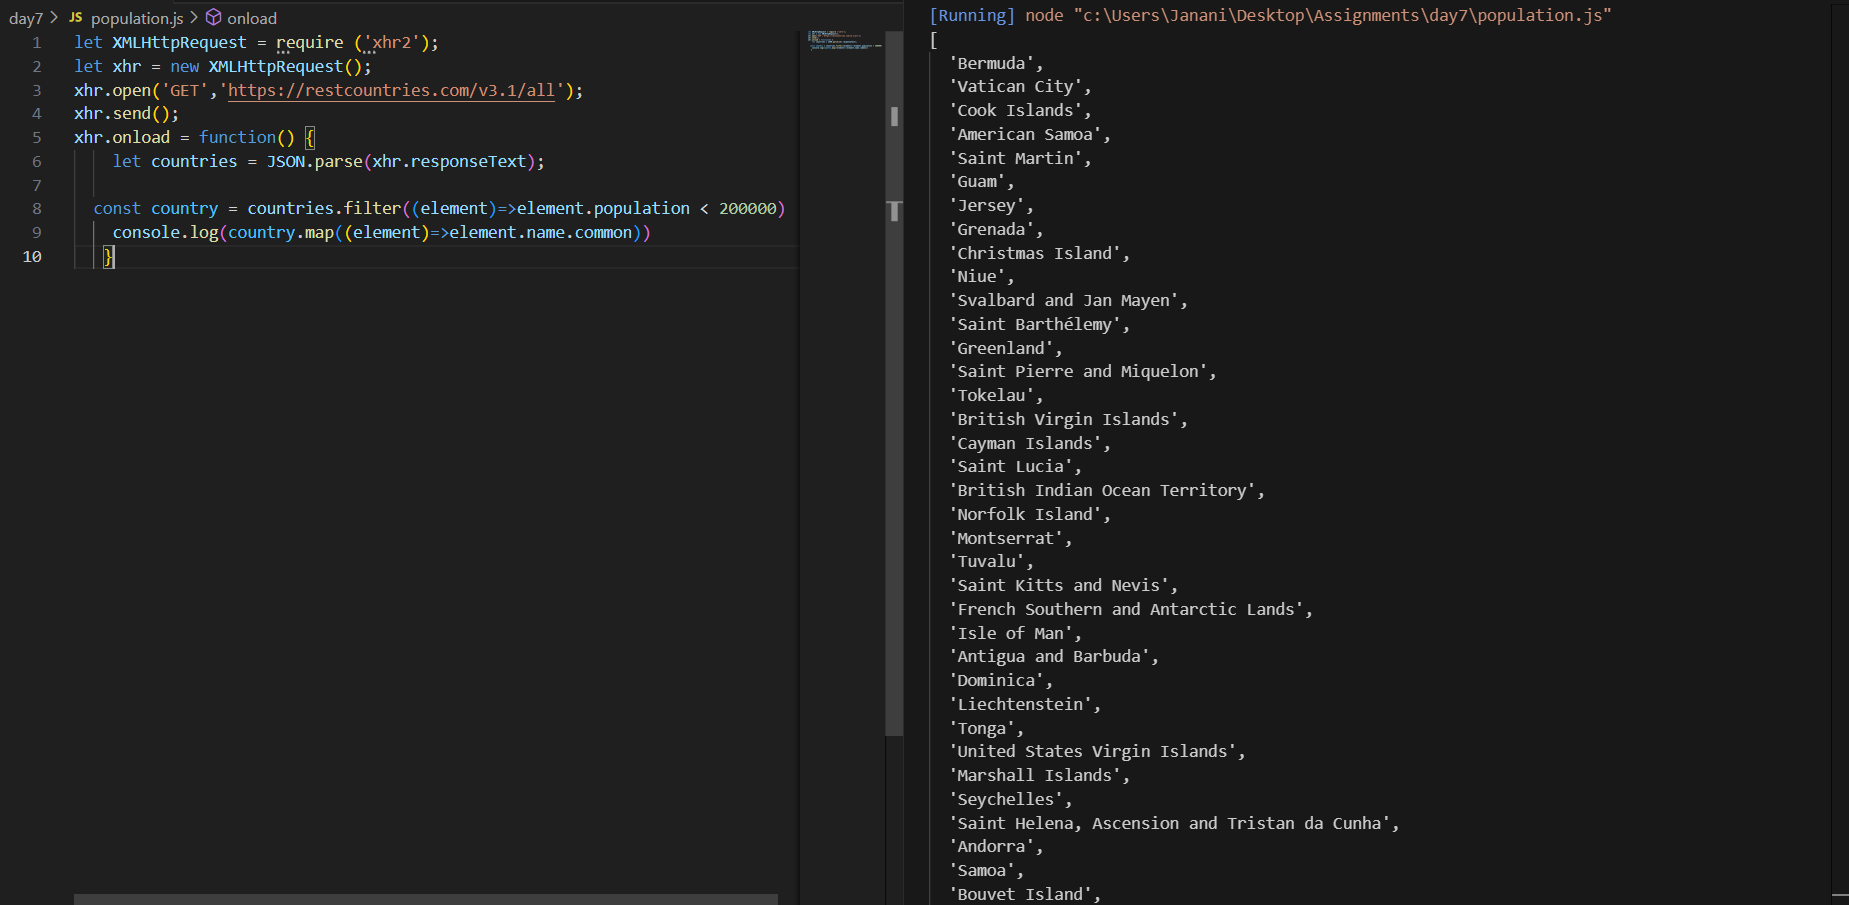 day7 > JS population.js > onload
1 let XMLHttpRequest = require ('xhr2');
2 let xhr = new XMLHttpRequest();
3 xhr.open('GET','https://restcountries.com/v3.1/all');
4 xhr.send();
5 xhr.onload = function() {
6 let countries = JSON.parse(xhr.responseText);
7
8 const country = countries.filter((element)=>element.population < 200000)
9 console.log(country.map((element)=>element.name.common))
10 }
[Running] node "c:\Users\Janani\Desktop\Assignments\day7\population.js"
[
'Bermuda',
'Vatican City',
'Cook Islands',
'American Samoa',
'Saint Martin',
'Guam',
'Jersey',
'Grenada',
'Christmas Island',
'Niue',
'Svalbard and Jan Mayen',
'Saint Barthélemy',
'Greenland',
'Saint Pierre and Miquelon',
'Tokelau',
'British Virgin Islands',
'Cayman Islands',
'Saint Lucia',
'British Indian Ocean Territory',
'Norfolk Island',
'Montserrat',
'Tuvalu',
'Saint Kitts and Nevis',
'French Southern and Antarctic Lands',
'Isle of Man',
'Antigua and Barbuda',
'Dominica',
'Liechtenstein',
'Tonga',
'United States Virgin Islands',
'Marshall Islands',
'Seychelles',
'Saint Helena, Ascension and Tristan da Cunha',
'Andorra',
'Samoa',
'Bouvet Island',